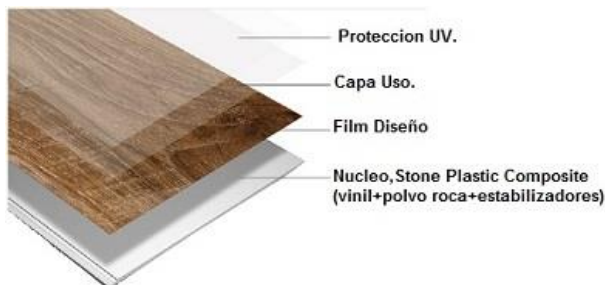 Proteccion UV.
Capa Uso.
Film Diseño
Nucleo,Stone Plastic Composite
(vinil+polvo roca+estabilizadores)